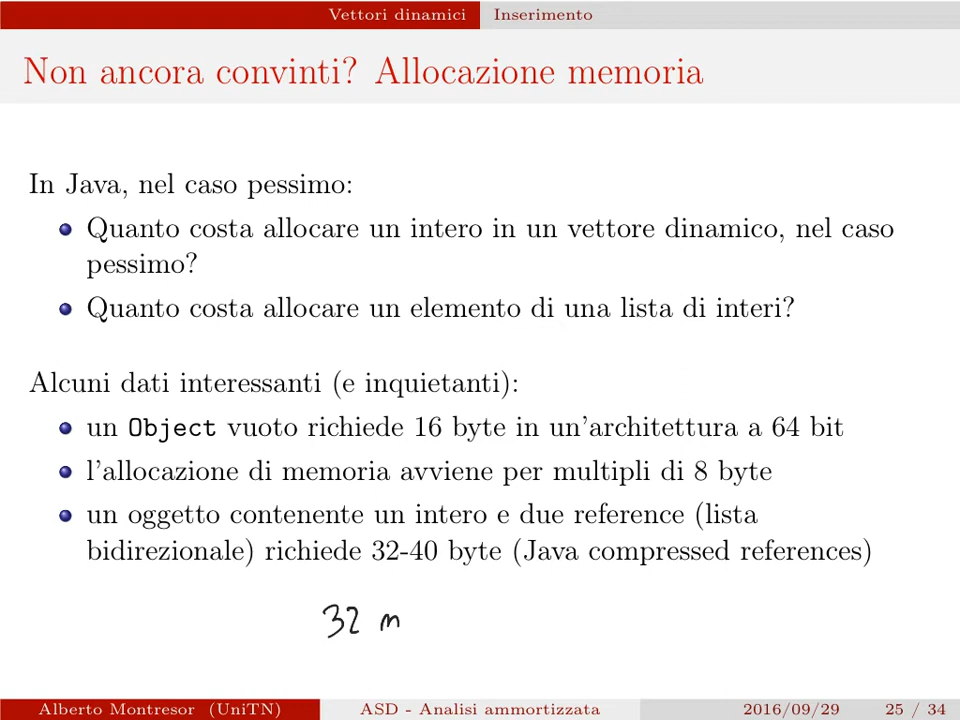 Vettori dinamici Inserimento
Non ancora convinti? Allocazione memoria
In Java, nel caso pessimo:
Quanto costa allocare un intero in un vettore dinamico, nel caso
pessimo?
Quanto costa allocare un elemento di una lista di interi?
Alcuni dati interessanti (e inquietanti):
un Object vuoto richiede 16 byte in un'architettura a 64 bit
l'allocazione di memoria avviene per multipli di 8 byte
un oggetto contenente un intero e due reference (lista
bidirezionale) richiede 32-40 byte (Java compressed references)
32 m
Alberto Montresor (UniTN) ASD - Analisi ammortizzata 2016/09/29 25 / 34